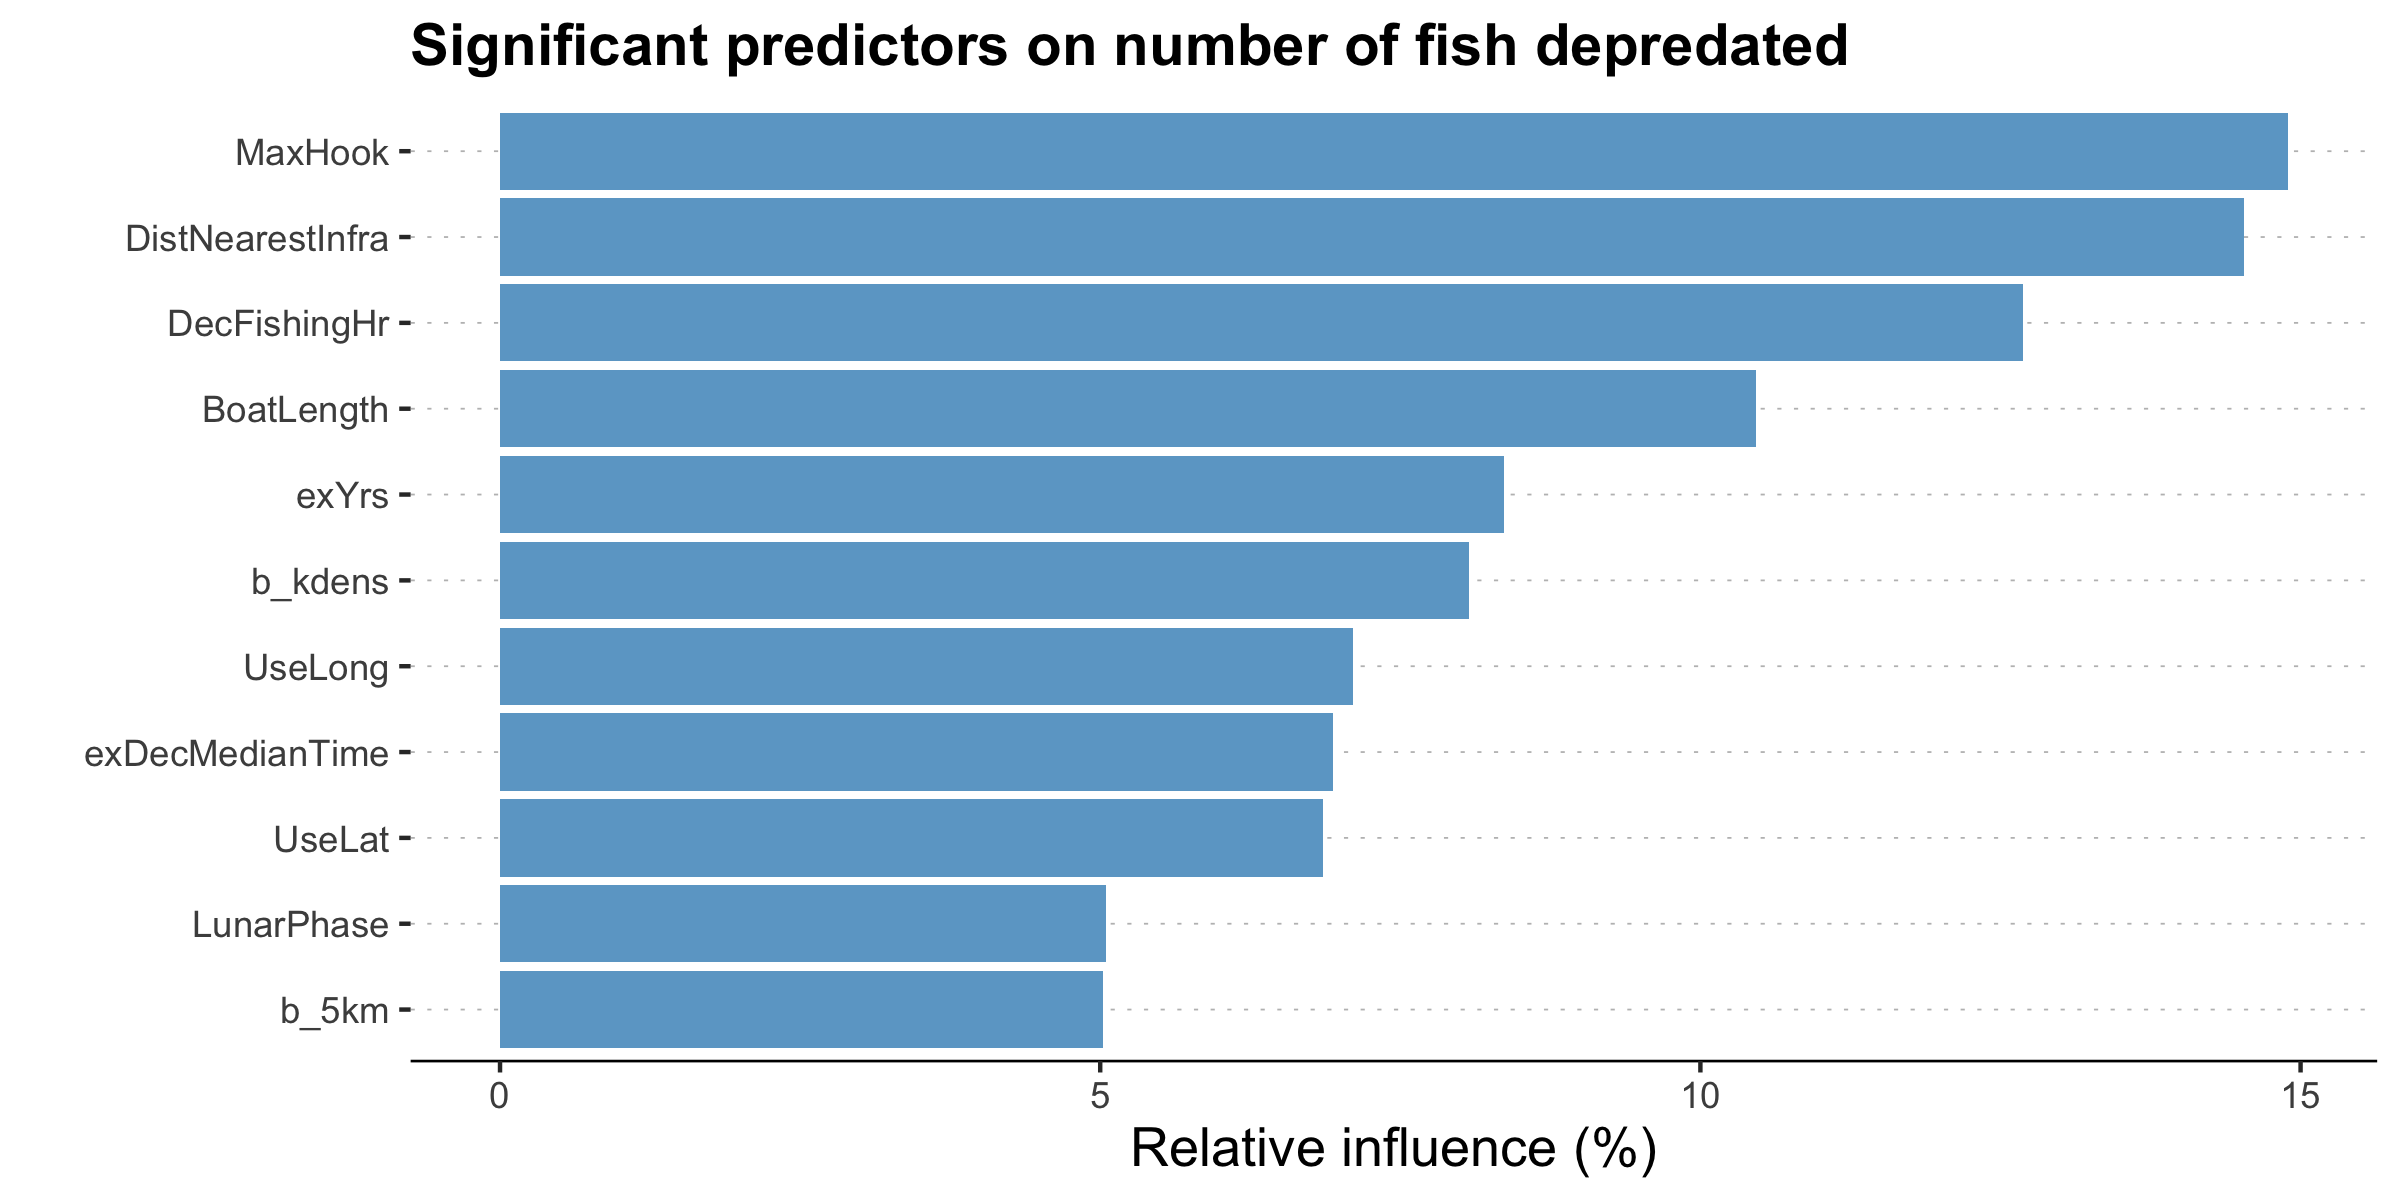 Significant predictors on number of fish depredated
MaxHook
DistNearestInfra
DecFishingHr
BoatLength
exYrs
b_kdens
UseLong
exDecMedianTime
UseLat
LunarPhase
b_5km
0 5 10 15
Relative influence (%)